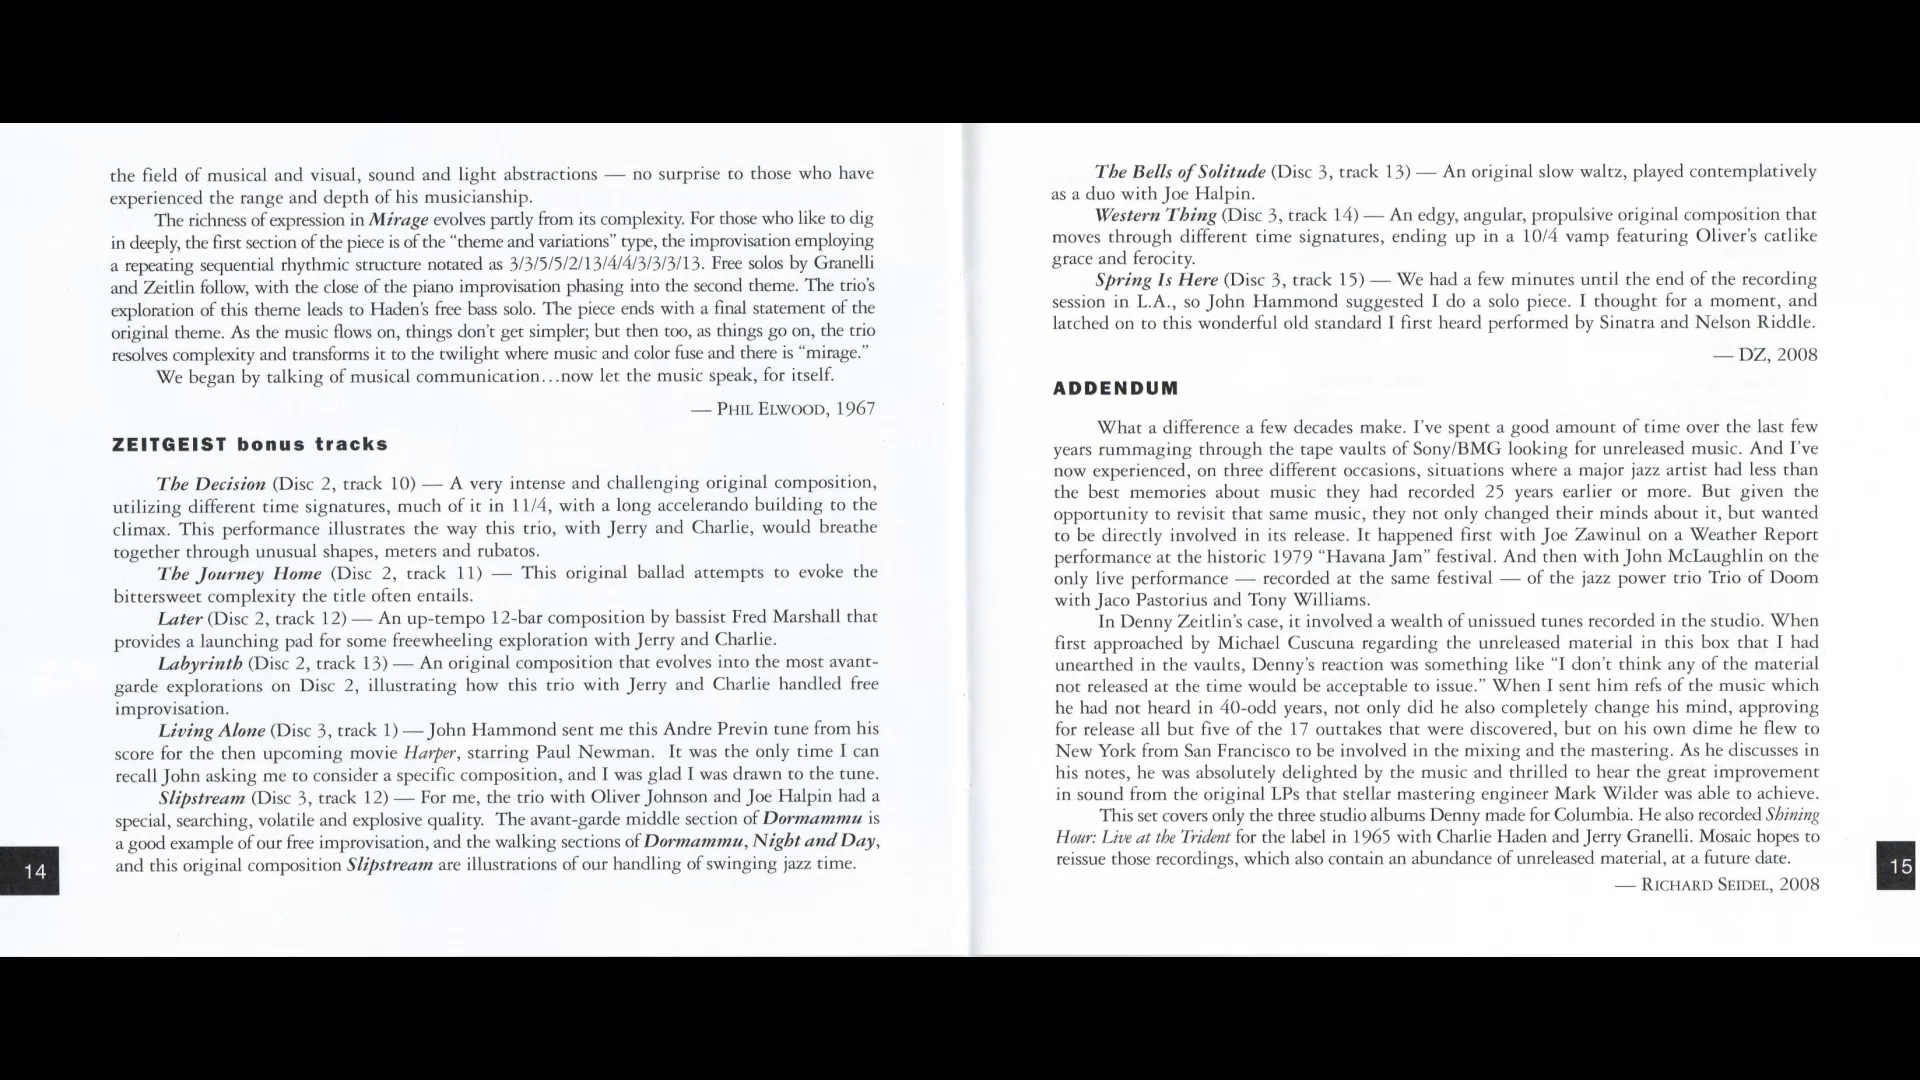 the field of musical and visual, sound and light abstractions — no surprise to those who have
experienced the range and depth of his musicianship.
The richness of expression in Mirage evolves partly from its complexity. For those who like to dig
in deeply, the first section of the piece is of the “theme and variations” type, the improvisation employing
a repeating sequential rhythmic structure notated as 3/3/5/5/2/13/4/4/3/3/3/13. Free solos by Granelli
and Zeitlin follow, with the close of the piano improvisation phasing into the second theme. The trio’s
exploration of this theme leads to Haden’s free bass solo. The piece ends with a final statement of the
original theme. As the music flows on, things don’t get simpler; but then too, as things go on, the trio
resolves complexity and transforms it to the twilight where music and color fuse and there is “mirage.”
We began by talking of musical communication...now let the music speak, for itself.
— PHIL ELWOOD, 1967
ZEITGEIST bonus tracks
The Decision (Disc 2, track 10) — A very intense and challenging original composition,
utilizing different time signatures, much of it in 11/4, with a long accelerando building to the
climax. This performance illustrates the way this trio, with Jerry and Charlie, would breathe
together through unusual shapes, meters and rubatos.
The Journey Home (Disc 2, track 11) — This original ballad attempts to evoke the
bittersweet complexity the title often entails.
Later (Disc 2, track 12) — An up-tempo 12-bar composition by bassist Fred Marshall that
provides a launching pad for some freewheeling exploration with Jerry and Charlie.
Labyrinth (Disc 2, track 13) — An original composition that evolves into the most avant-
garde explorations on Disc 2, illustrating how this trio with Jerry and Charlie handled free
improvisation.
Living Alone (Disc 3, track 1) — John Hammond sent me this Andre Previn tune from his
score for the then upcoming movie Harper, starring Paul Newman. It was the only time I can
recall John asking me to consider a specific composition, and I was glad I was drawn to the tune.
Slipstream (Disc 3, track 12) — For me, the trio with Oliver Johnson and Joe Halpin had a
special, searching, volatile and explosive quality. The avant-garde middle section of Dormammu is
a good example of our free improvisation, and the walking sections of Dormammu, Night and Day,
and this original composition Slipstream are illustrations of our handling of swinging jazz time.
14
The Bells of Solitude (Disc 3, track 13) — An original slow waltz, played contemplatively
as a duo with Joe Halpin.
Western Thing (Disc 3, track 14) — An edgy, angular, propulsive original composition that
moves through different time signatures, ending up in a 10/4 vamp featuring Oliver’s catlike
grace and ferocity.
Spring Is Here (Disc 3, track 15) — We had a few minutes until the end of the recording
session in L.A., so John Hammond suggested I do a solo piece. I thought for a moment, and
latched on to this wonderful old standard I first heard performed by Sinatra and Nelson Riddle.
— DZ, 2008
ADDENDUM
What a difference a few decades make. I’ve spent a good amount of time over the last few
years rummaging through the tape vaults of Sony/BMG looking for unreleased music. And I’ve
now experienced, on three different occasions, situations where a major jazz artist had less than
the best memories about music they had recorded 25 years earlier or more. But given the
opportunity to revisit that same music, they not only changed their minds about it, but wanted
to be directly involved in its release. It happened first with Joe Zawinul on a Weather Report
performance at the historic 1979 “Havana Jam” festival. And then with John McLaughlin on the
only live performance — recorded at the same festival — of the jazz power trio Trio of Doom
with Jaco Pastorius and Tony Williams.
In Denny Zeitlin’s case, it involved a wealth of unissued tunes recorded in the studio. When
first approached by Michael Cuscuna regarding the unreleased material in this box that I had
unearthed in the vaults, Denny’s reaction was something like “I don’t think any of the material
not released at the time would be acceptable to issue.” When I sent him refs of the music which
he had not heard in 40-odd years, not only did he also completely change his mind, approving
for release all but five of the 17 outtakes that were discovered, but on his own dime he flew to
New York from San Francisco to be involved in the mixing and the mastering. As he discusses in
his notes, he was absolutely delighted by the music and thrilled to hear the great improvement
in sound from the original LPs that stellar mastering engineer Mark Wilder was able to achieve.
This set covers only the three studio albums Denny made for Columbia. He also recorded Shining
Hour: Live at the Trident for the label in 1965 with Charlie Haden and Jerry Granelli. Mosaic hopes to
reissue those recordings, which also contain an abundance of unreleased material, at a future date.
— RICHARD SEIDEL, 2008
15